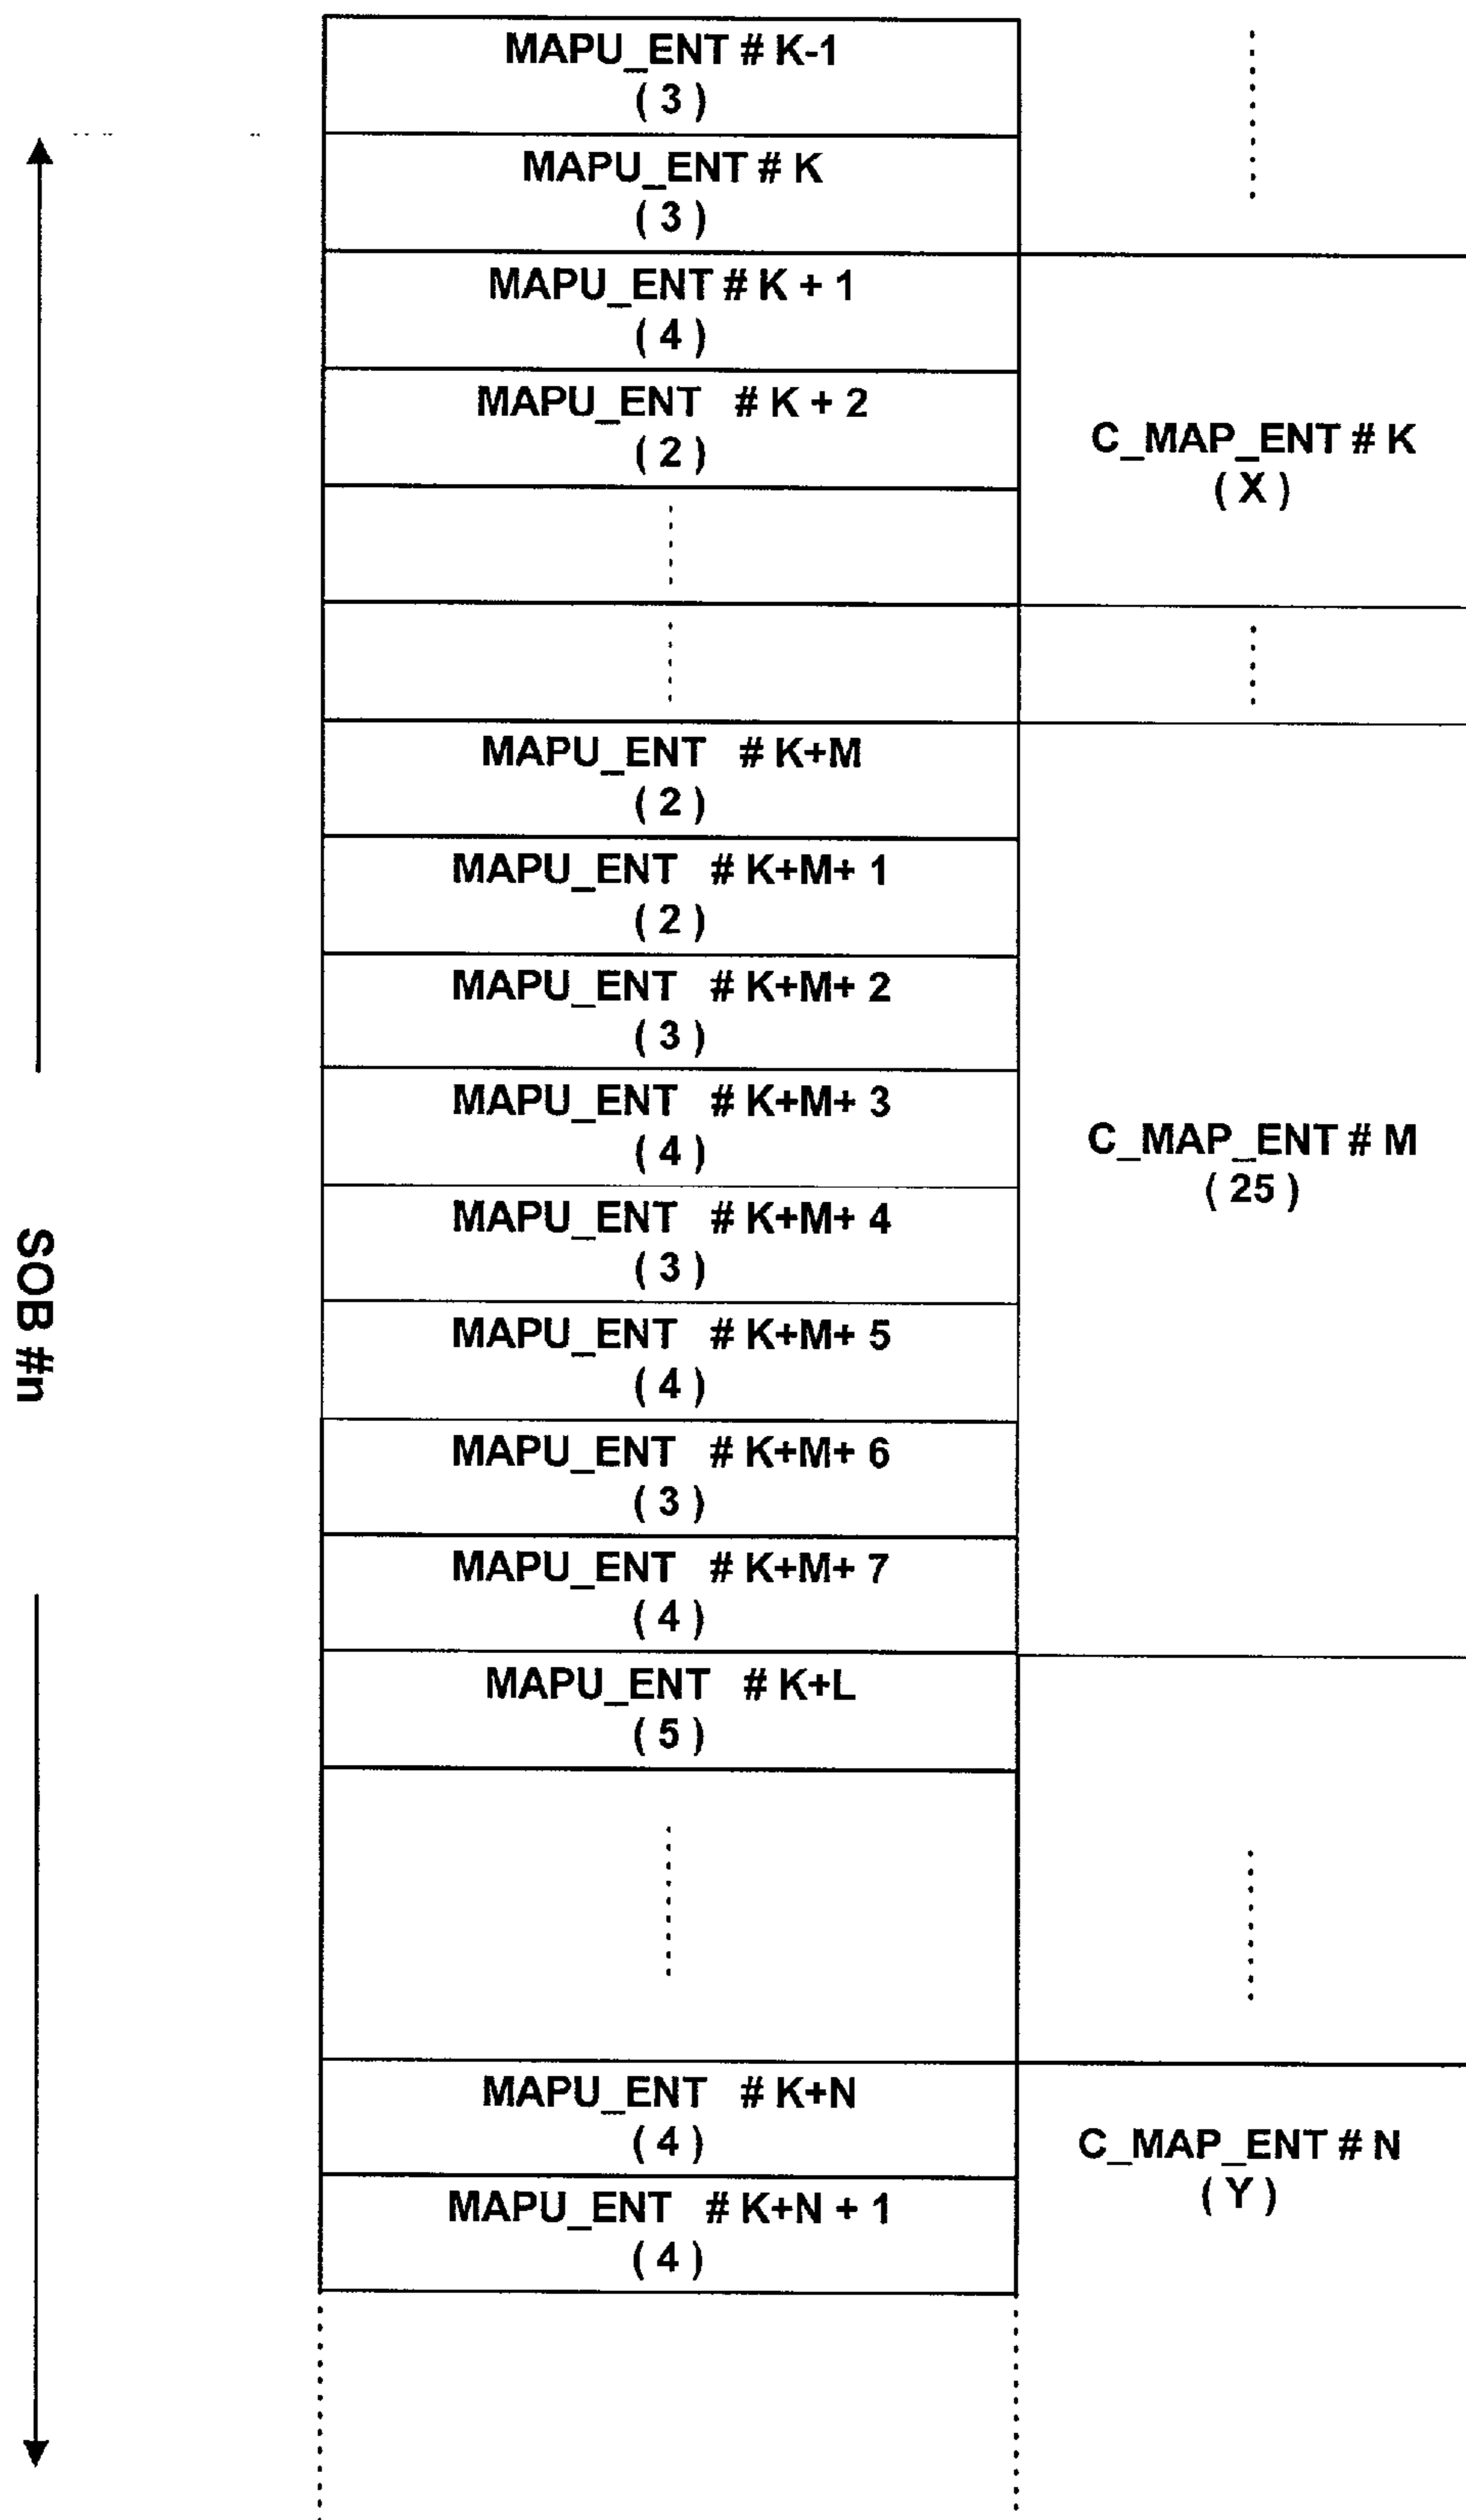 MAPU_ENT # K-1
( 3 )
MAPU_ENT # K
( 3 )
MAPU_ENT # K + 1
( 4 )
MAPU_ENT # K + 2
( 2 )
C_MAP_ENT # K
( X )
MAPU_ENT # K+M
( 2 )
MAPU_ENT # K+M+ 1
( 2 )
MAPU_ENT # K+M+ 2
( 3 )
MAPU_ENT # K+M+ 3
( 4 )
C_MAP_ENT # M
( 25 )
MAPU_ENT # K+M+ 4
( 3 )
MAPU_ENT # K+M+ 5
( 4 )
SOB #n
MAPU_ENT # K+M+ 6
( 3 )
MAPU_ENT # K+M+ 7
( 4 )
MAPU_ENT # K+L
( 5 )
MAPU_ENT # K+N
( 4 )
C_MAP_ENT # N
( Y )
MAPU_ENT # K+N + 1
( 4 )